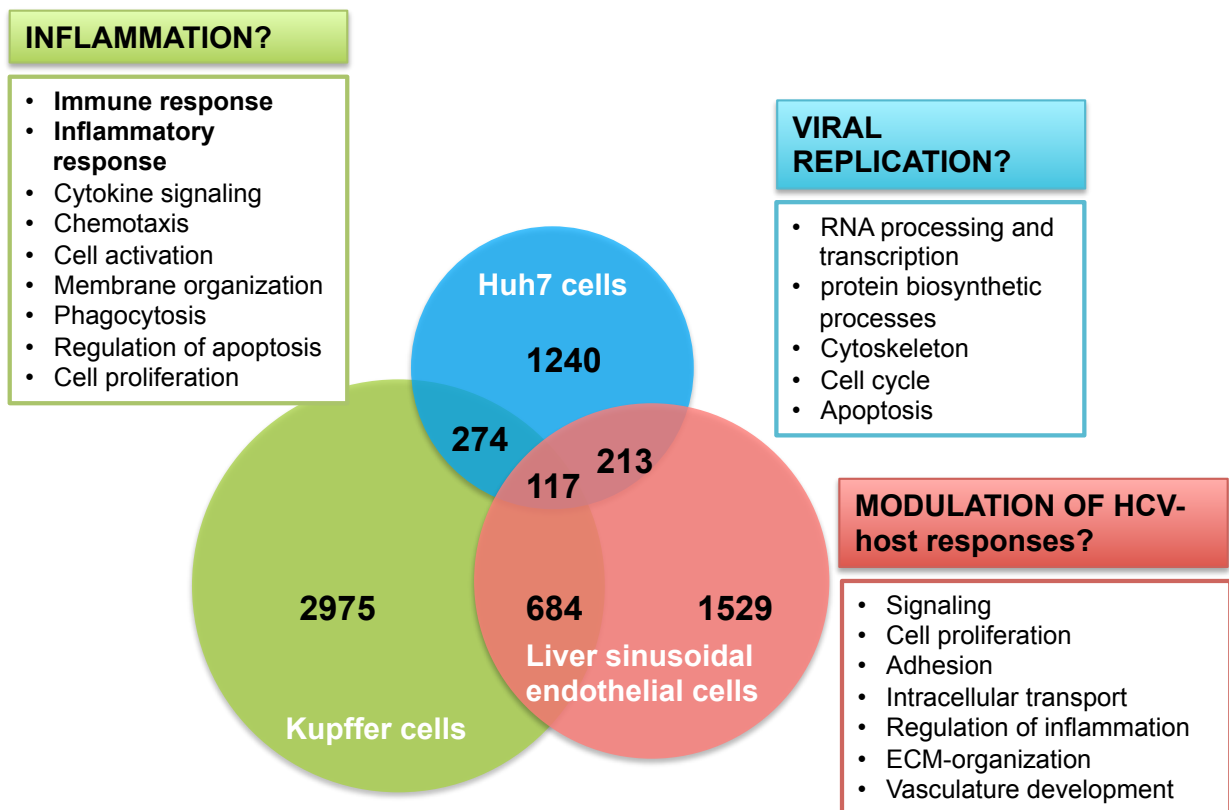 INFLAMMATION?
• Immune response
• Inflammatory
response
• Cytokine signaling
• Chemotaxis
• Cell activation
• Membrane organization
• Phagocytosis
• Regulation of apoptosis
• Cell proliferation
VIRAL
REPLICATION?
• RNA processing and
transcription
• protein biosynthetic
processes
• Cytoskeleton
• Cell cycle
• Apoptosis
Huh7 cells
1240
274
213
117
2975
684
1529
Liver sinusoidal
endothelial cells
Kupffer cells
MODULATION OF HCV-
host responses?
• Signaling
• Cell proliferation
• Adhesion
• Intracellular transport
• Regulation of inflammation
• ECM-organization
• Vasculature development